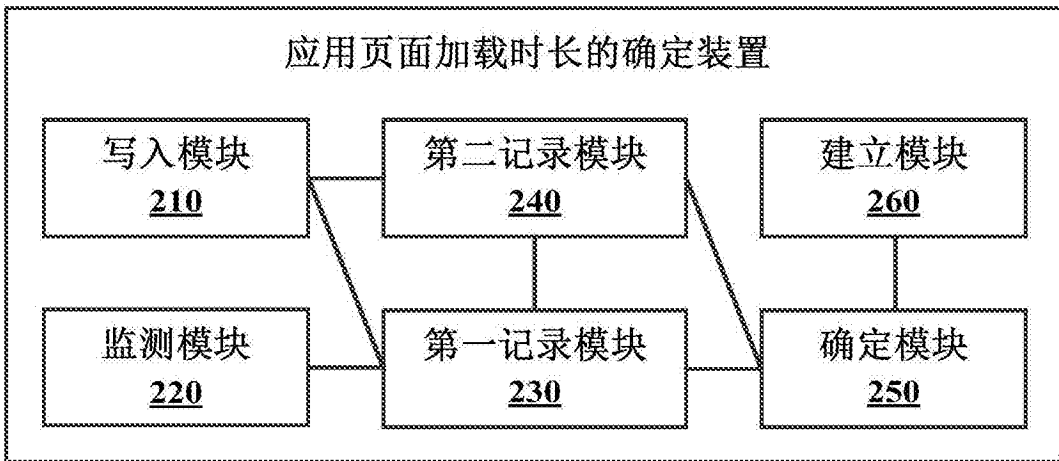 应用页面加载时长的确定装置
写入模块
210
第二记录模块
240
建立模块
260
监测模块
220
第一记录模块
230
确定模块
250